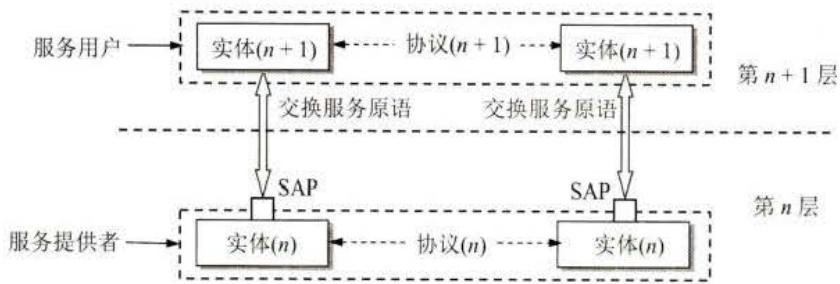 服务用户 实体(n + 1) 协议(n + 1) 实体(n + 1)
第 n + 1 层
交换服务原语 交换服务原语
SAP SAP
第 n 层
服务提供者 实体(n) 协议(n) 实体(n)